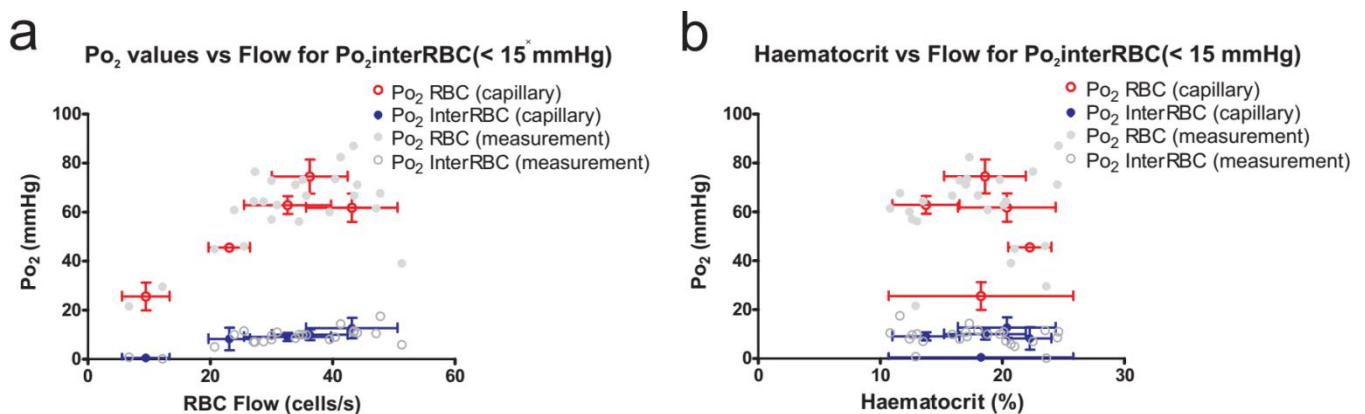 a
Po2 values vs Flow for Po2interRBC(< 15× mmHg)
Po2 RBC (capillary)
Po2 InterRBC (capillary)
Po2 RBC (measurement)
Po2 InterRBC (measurement)
100
80
60
40
20
0
Po2 (mmHg)
0 20 40 60
RBC Flow (cells/s)
b
Haematocrit vs Flow for Po2interRBC(< 15 mmHg)
Po2 RBC (capillary)
Po2 InterRBC (capillary)
Po2 RBC (measurement)
Po2 InterRBC (measurement)
100
80
60
40
20
0
Po2 (mmHg)
0 10 20 30
Haematocrit (%)